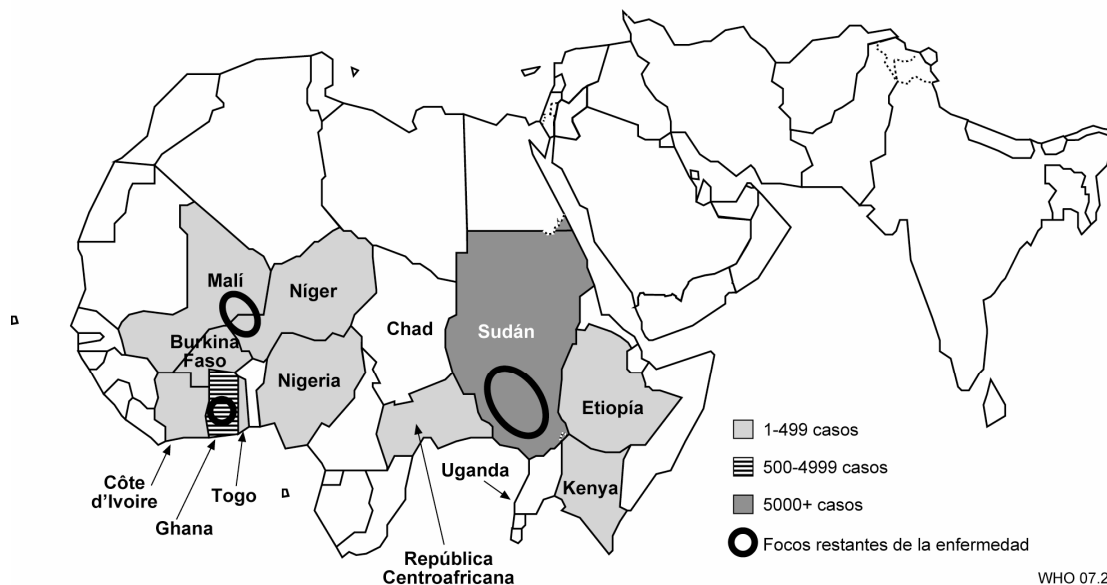 Malí
Níger
Chad
Sudán
Burkina
Faso
Nigeria
Etiopía
Côte
d’Ivoire
Ghana
Togo
Uganda
Kenya
República
Centroafricana
1-499 casos
500-4999 casos
5000+ casos
Focos restantes de la enfermedad
WHO 07.2